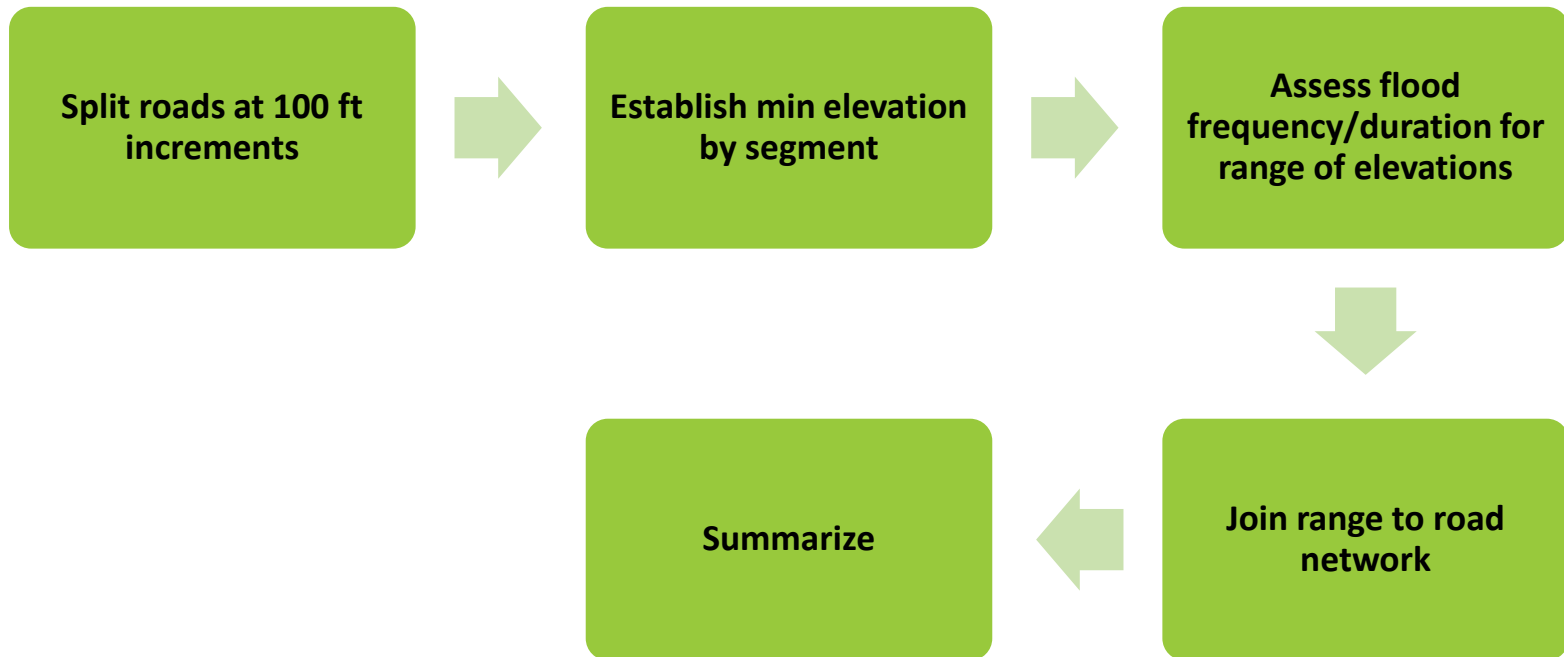 Split roads at 100 ft
increments
Establish min elevation
by segment
Assess flood
frequency/duration for
range of elevations
Join range to road
network
Summarize